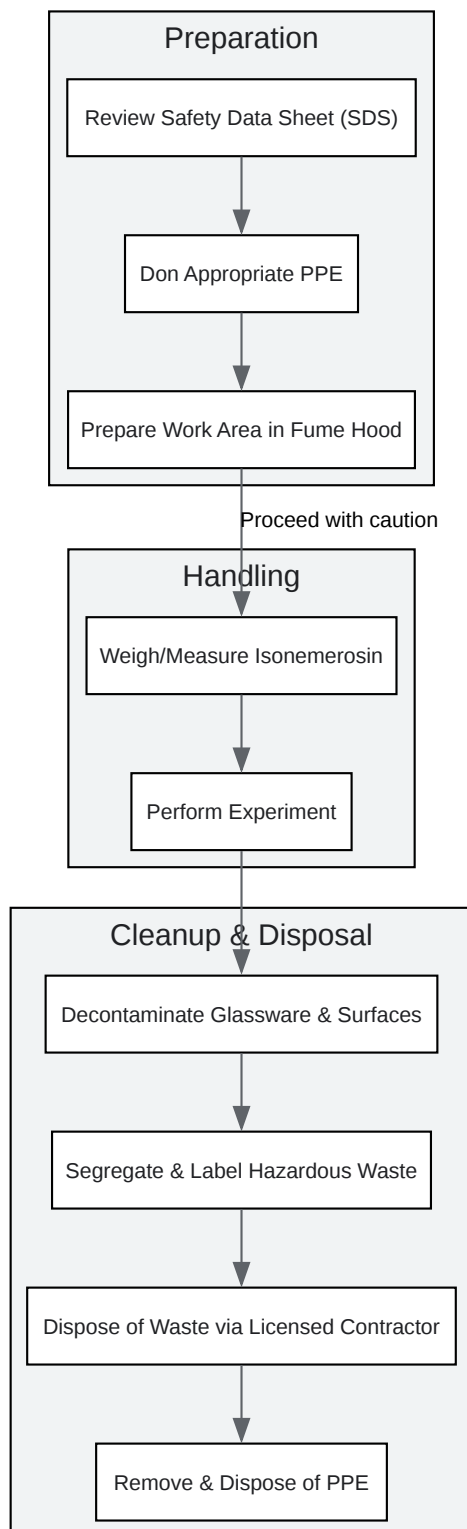 Preparation
Review Safety Data Sheet (SDS)
Don Appropriate PPE
Prepare Work Area in Fume Hood
Proceed with caution
Handling
Weigh/Measure Isonemerosin
Perform Experiment
Cleanup & Disposal
Decontaminate Glassware & Surfaces
Segregate & Label Hazardous Waste
Dispose of Waste via Licensed Contractor
Remove & Dispose of PPE